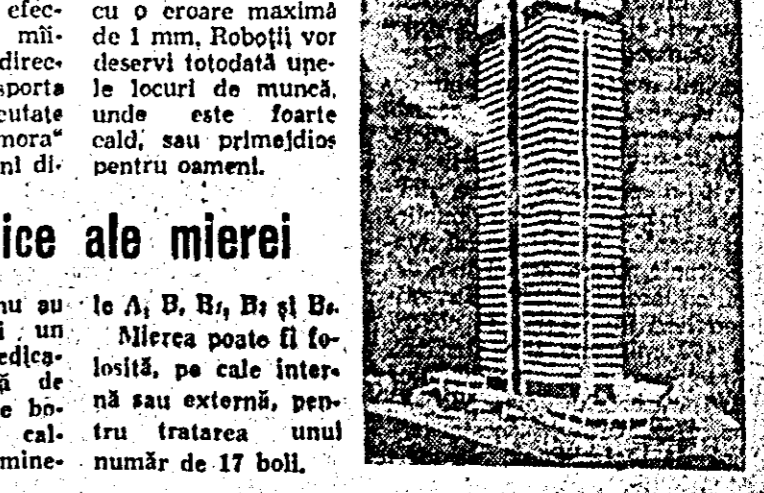 efec-
mii-
direc-
sporta
cutate
mora"
ni di-
cu o eroare maximă
de 1 mm. Roboții vor
deservi totodată une-
le locuri de muncă,
unde este foarte
cald, sau primejdios
pentru oameni.
ice ale mierei
nu au
i un
edica-
ă de
e bo-
cal-
mine-
le A, B, B1, B2 și B6.
Mierea poate fi fo-
losită, pe cale inter-
nă sau externă, pen-
tru tratarea unui
număr de 17 boli.